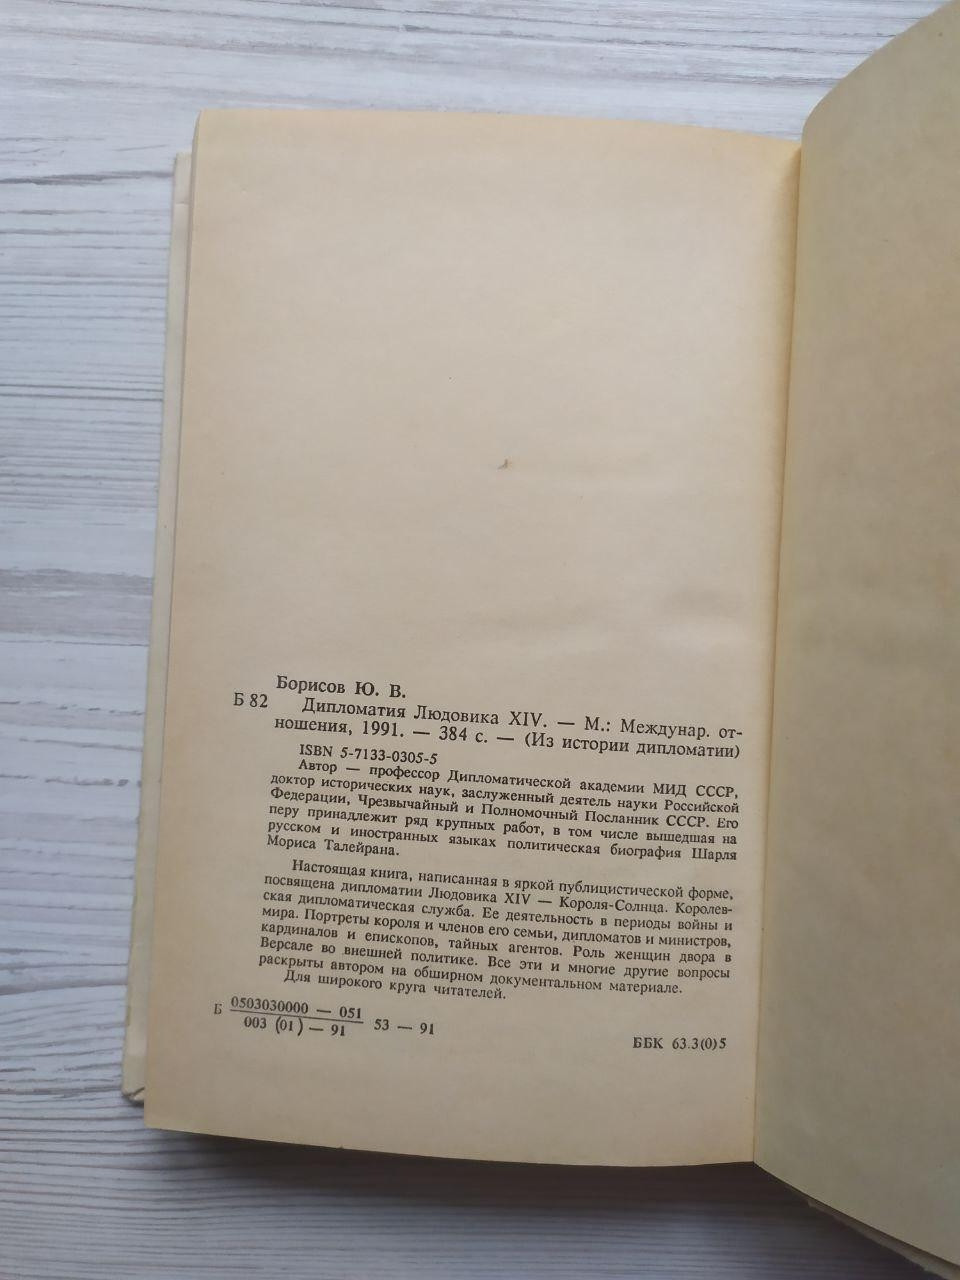 Борисов Ю. В.
Б 82
Дипломатия Людовика XIV. — М.: Междунар. от-
ношения, 1991. — 384 с. — (Из истории дипломатии)
ISBN 5-7133-0305-5
Автор — профессор Дипломатической академии МИД СССР,
доктор исторических наук, заслуженный деятель науки Российской
Федерации, Чрезвычайный и Полномочный Посланник СССР. Его
перу принадлежит ряд крупных работ, в том числе вышедшая на
русском и иностранных языках политическая биография Шарля
Мориса Талейрана.
Настоящая книга, написанная в яркой публицистической форме,
посвящена дипломатии Людовика XIV — Короля-Солнца. Королев-
ская дипломатическая служба. Ее деятельность в периоды войны и
мира. Портреты короля и членов его семьи, дипломатов и министров,
кардиналов и епископов, тайных агентов. Роль женщин двора в
Версале во внешней политике. Все эти и многие другие вопросы
раскрыты автором на обширном документальном материале.
Для широкого круга читателей.
Б 0503030000 — 051
003 (01) — 91 53 — 91
ББК 63.3(0)5